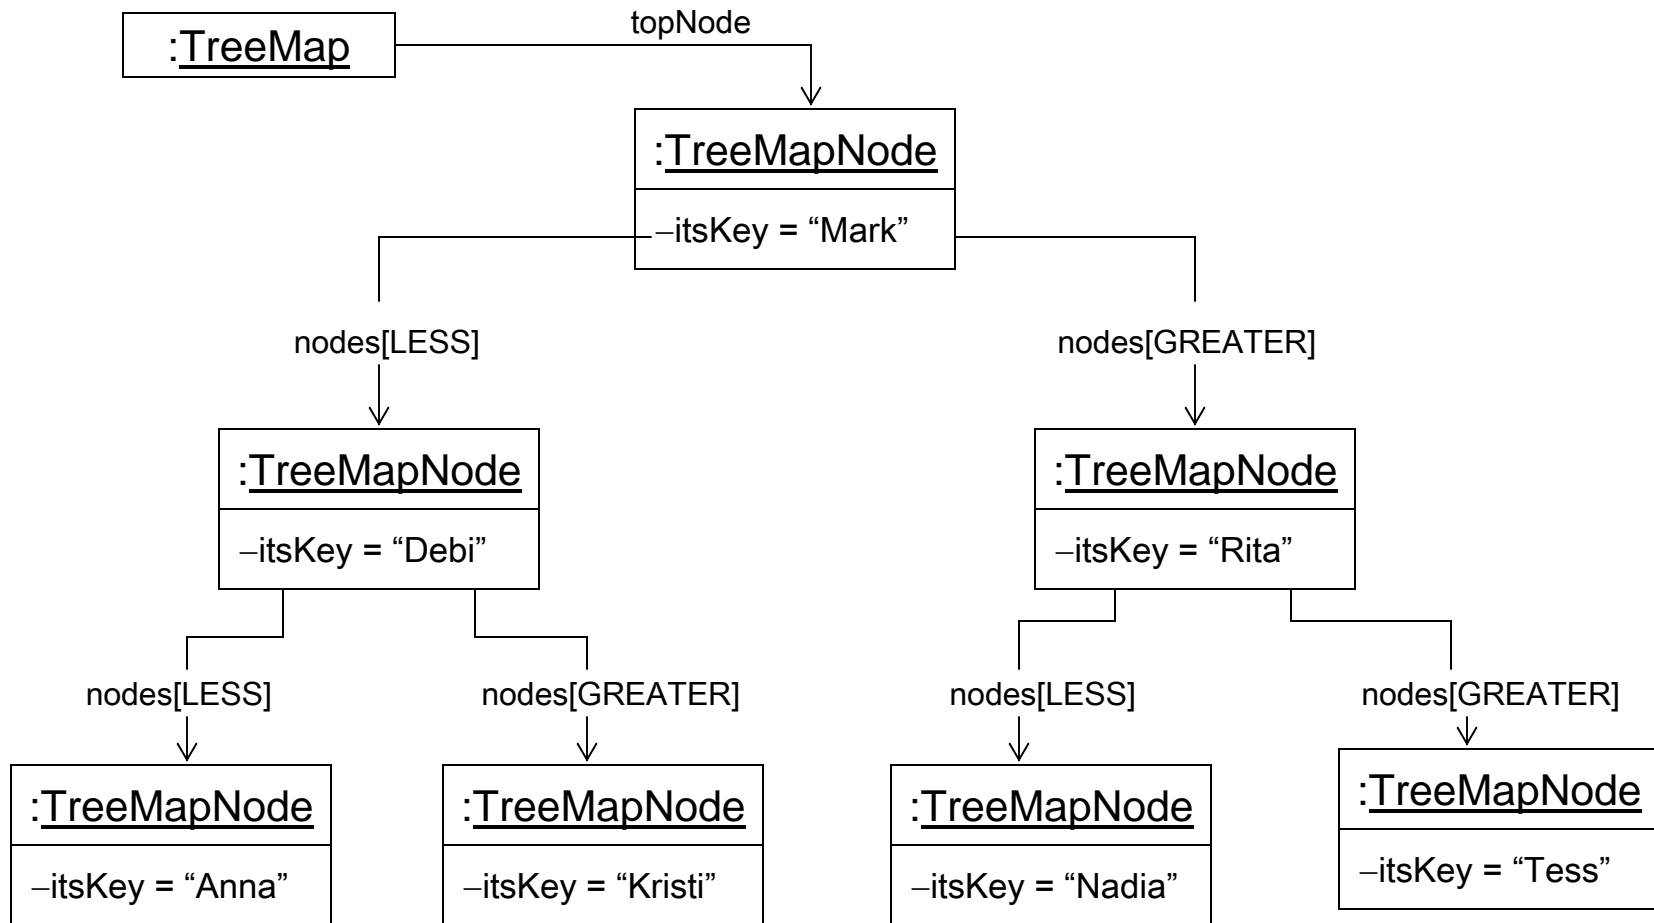 topNode
:TreeMap
:TreeMapNode
–itsKey = “Mark”
nodes[LESS]
nodes[GREATER]
:TreeMapNode
–itsKey = “Debi”
:TreeMapNode
–itsKey = “Rita”
nodes[LESS]
nodes[GREATER]
nodes[LESS]
nodes[GREATER]
:TreeMapNode
–itsKey = “Anna”
:TreeMapNode
–itsKey = “Kristi”
:TreeMapNode
–itsKey = “Nadia”
:TreeMapNode
–itsKey = “Tess”